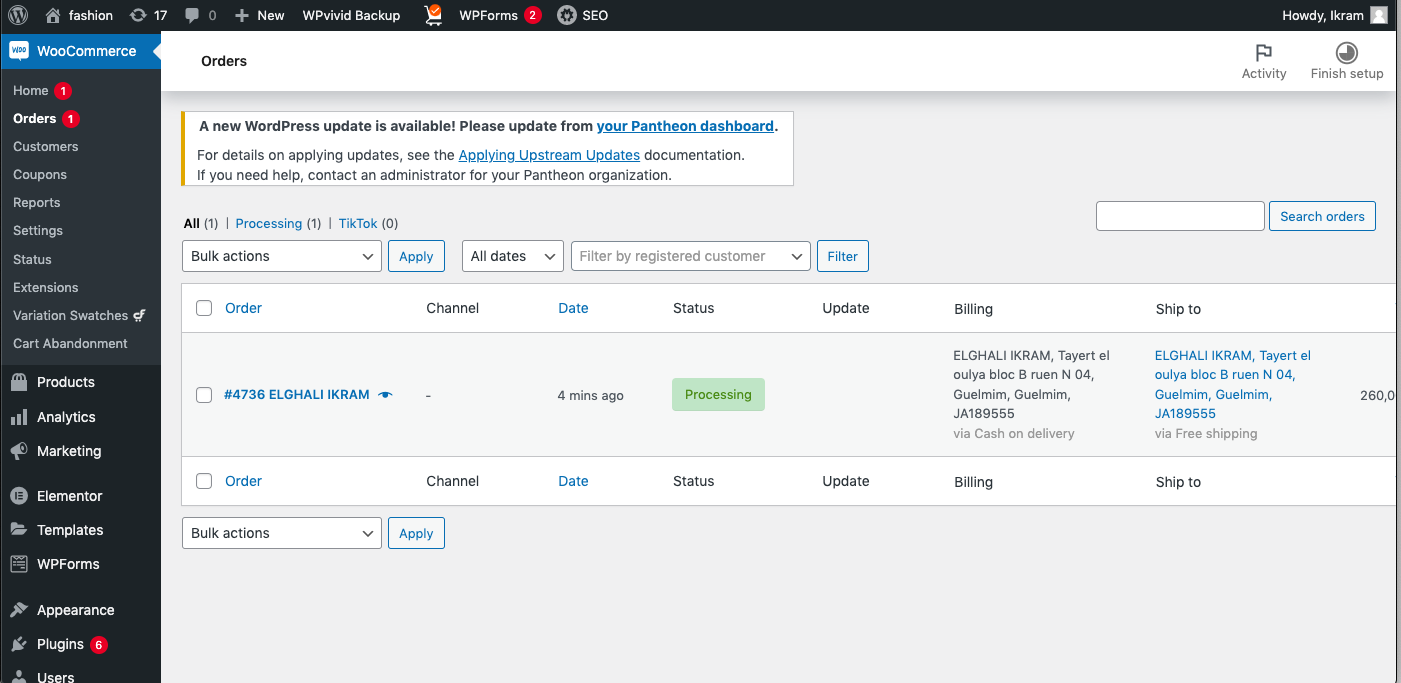 fashion 17 0 New WPvivid Backup WPForms 2 SEO Howdy, Ikram
WooCommerce
Home 1
Orders 1
Customers
Coupons
Reports
Settings
Status
Extensions
Variation Swatches
Cart Abandonment
Products
Analytics
Marketing
Elementor
Templates
WPForms
Appearance
Plugins 6
Users
Orders
Activity
Finish setup
A new WordPress update is available! Please update from your Pantheon dashboard.
For details on applying updates, see the Applying Upstream Updates documentation.
If you need help, contact an administrator for your Pantheon organization.
All (1) | Processing (1) | TikTok (0)
Search orders
Bulk actions Apply All dates Filter by registered customer Filter
Order Channel Date Status Update Billing Ship to
#4736 ELGHALI IKRAM - 4 mins ago Processing
ELGHALI IKRAM, Tayert el
oulya bloc B ruen N 04,
Guelmim, Guelmim,
JA189555
via Cash on delivery
ELGHALI IKRAM, Tayert el
oulya bloc B ruen N 04,
Guelmim, Guelmim,
JA189555
via Free shipping
260,0
Order Channel Date Status Update Billing Ship to
Bulk actions Apply